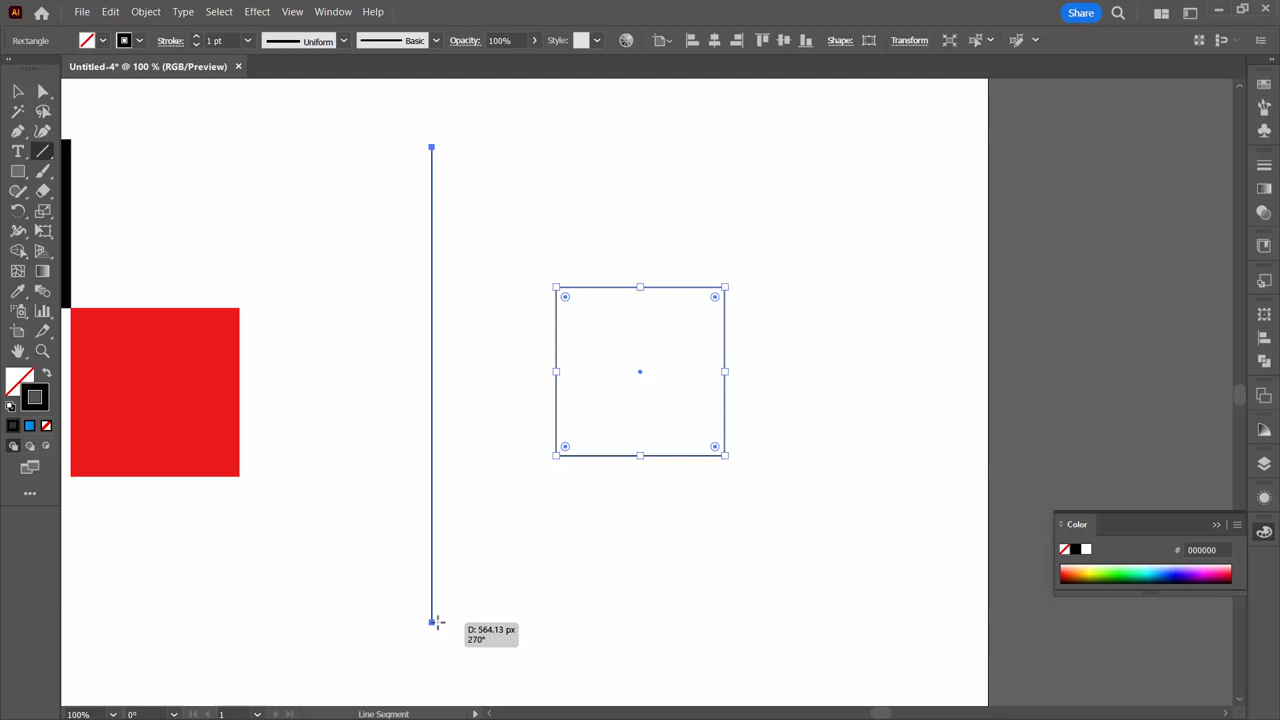 Ai File Edit Object Type Select Effect View Window Help Share
Rectangle Stroke: 1 pt Uniform Basic Opacity: 100% Style: Shape: Transform
Untitled-4* @ 100 % (RGB/Preview) ×
T
D: 564.13 px
270°
Color
# 000000
100% 0° 1 Line Segment